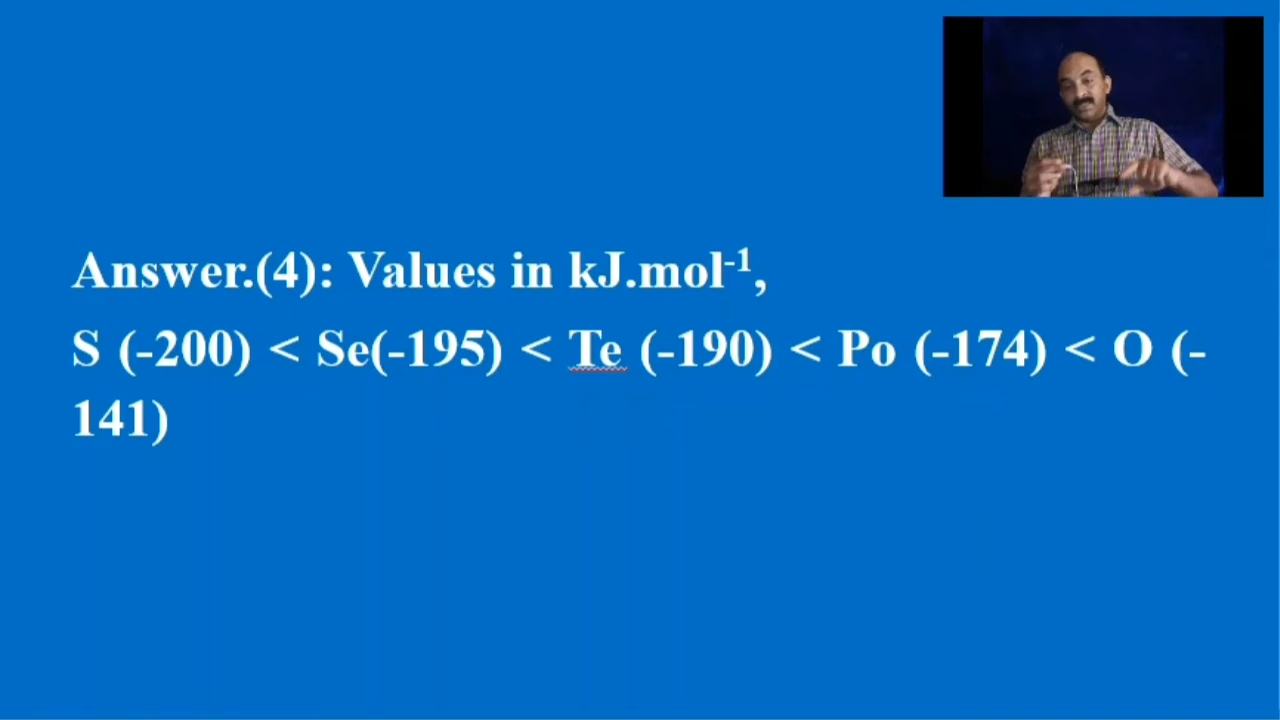 Answer.(4): Values in kJ.mol⁻¹,
S (-200) < Se(-195) < Te (-190) < Po (-174) < O (-
141)